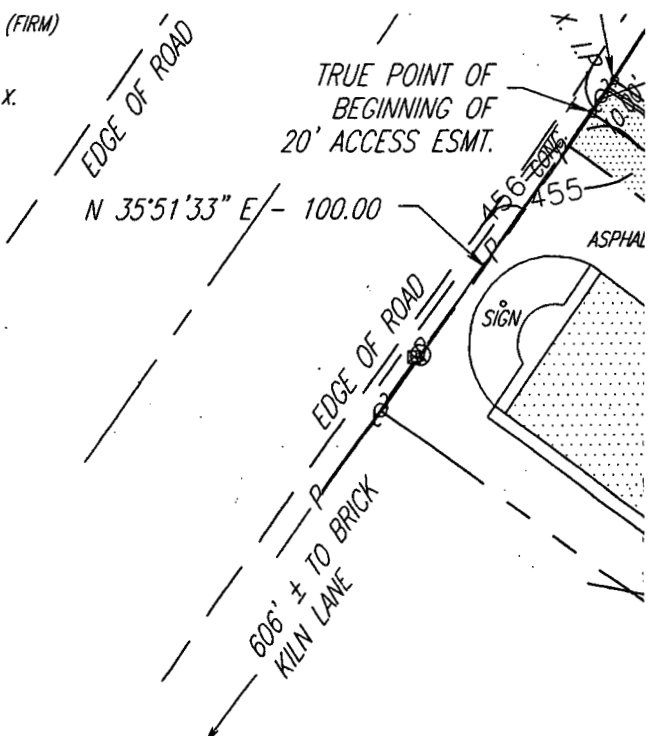 (FIRM)
X.
EDGE OF ROAD
TRUE POINT OF
BEGINNING OF
20' ACCESS ESMT.
N 35°51'33" E - 100.00
456
CONC.
455
ASPHAL
P
SIGN
EDGE OF ROAD
P
606' ± TO BRICK
KILN LANE